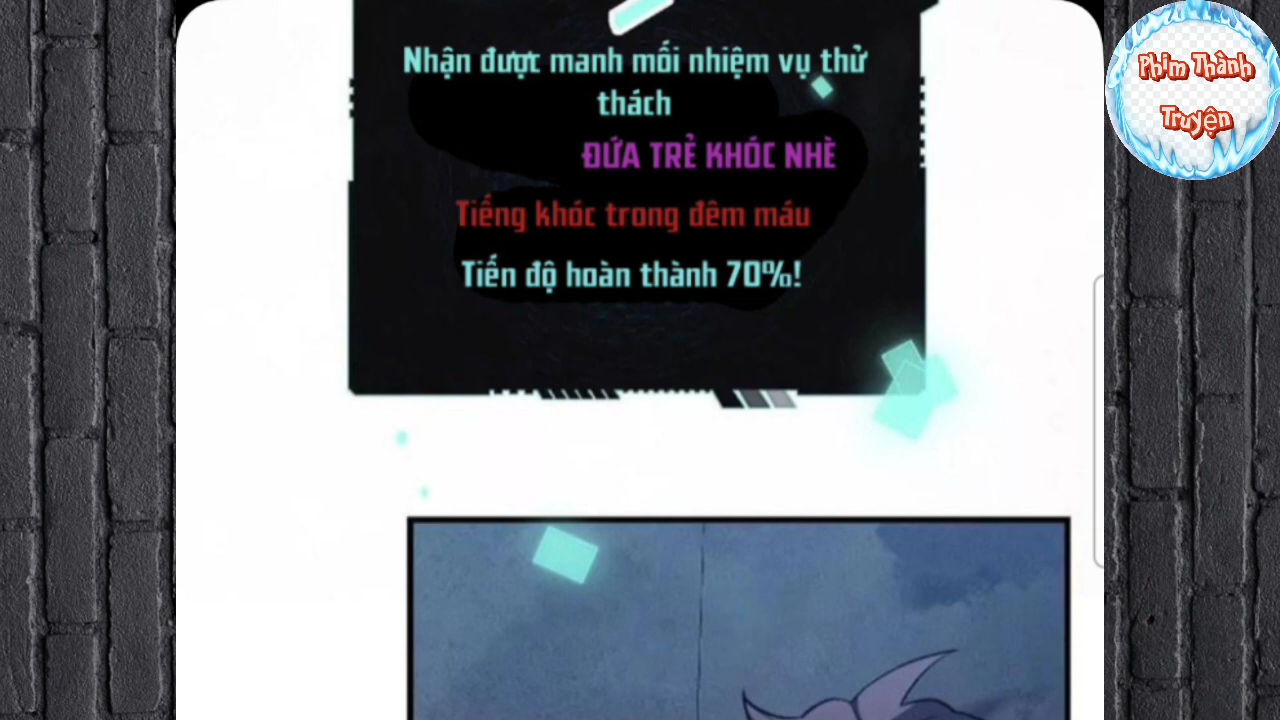 Nhận được manh mối nhiệm vụ thử
thách
ĐỨA TRẺ KHÓC NHÈ
Tiếng khóc trong đêm máu
Tiến độ hoàn thành 70%!
Phim Thành
Truyện